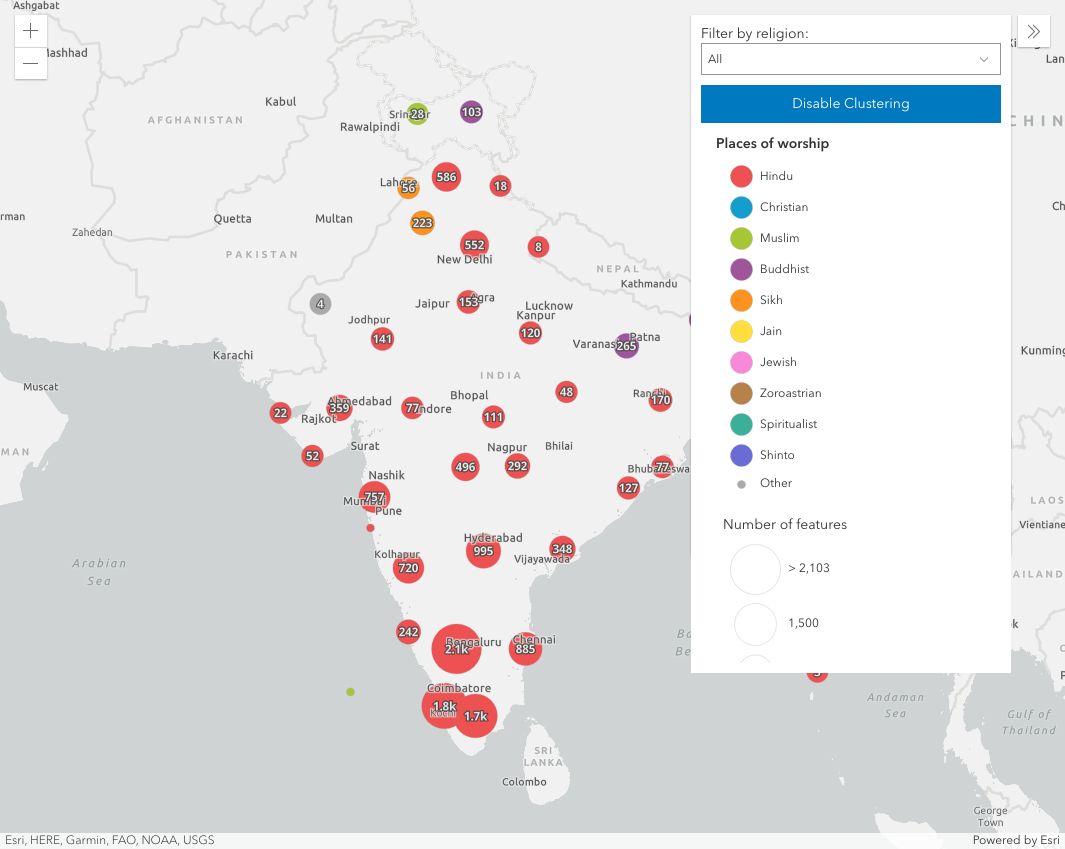 Ashgabat
Mashhad
Kabul
AFGHANISTAN
Rawalpindi
28
103
Lahore
56
586
18
Quetta
Multan
Zahedan
223
PAKISTAN
552
New Delhi
8
NEPAL
Kathmandu
4
Jaipur
153
Agra
Lucknow
Kanpur
Jodhpur
141
120
265
Patna
Karachi
INDIA
Muscat
22
359
Ahmedabad
Rajkot
77
Indore
Bhopal
111
48
170
52
Surat
Nagpur
Bhilai
496
292
77
127
Nashik
757
Mumbai
Pune
Arabian
Sea
Hyderabad
995
348
Vijayawada
Kolhapur
720
242
Bengaluru
2.1k
Chennai
885
Coimbatore
1.8k
Kochi
1.7k
SRI
LANKA
Colombo
Filter by religion:
All
Disable Clustering
Places of worship
Hindu
Christian
Muslim
Buddhist
Sikh
Jain
Jewish
Zoroastrian
Spiritualist
Shinto
Other
Number of features
> 2,103
1,500
Kunming
LAOS
Vientiane
Andaman
Sea
Gulf of
Thailand
George
Town
Esri, HERE, Garmin, FAO, NOAA, USGS
Powered by Esri